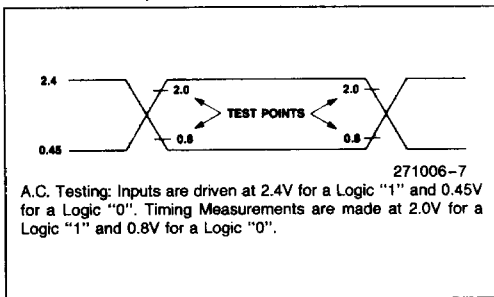 2.4
2.0
2.0
TEST POINTS
0.8
0.8
0.45
271006-7
A.C. Testing: Inputs are driven at 2.4V for a Logic "1" and 0.45V
for a Logic "0". Timing Measurements are made at 2.0V for a
Logic "1" and 0.8V for a Logic "0".